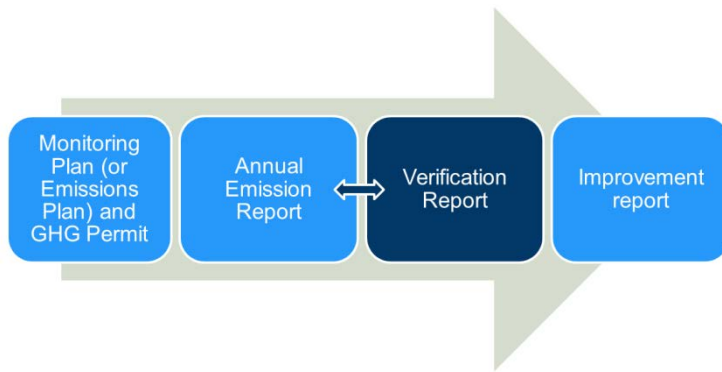 Monitoring
Plan (or
Emissions
Plan) and
GHG Permit
Annual
Emission
Report
Verification
Report
Improvement
report